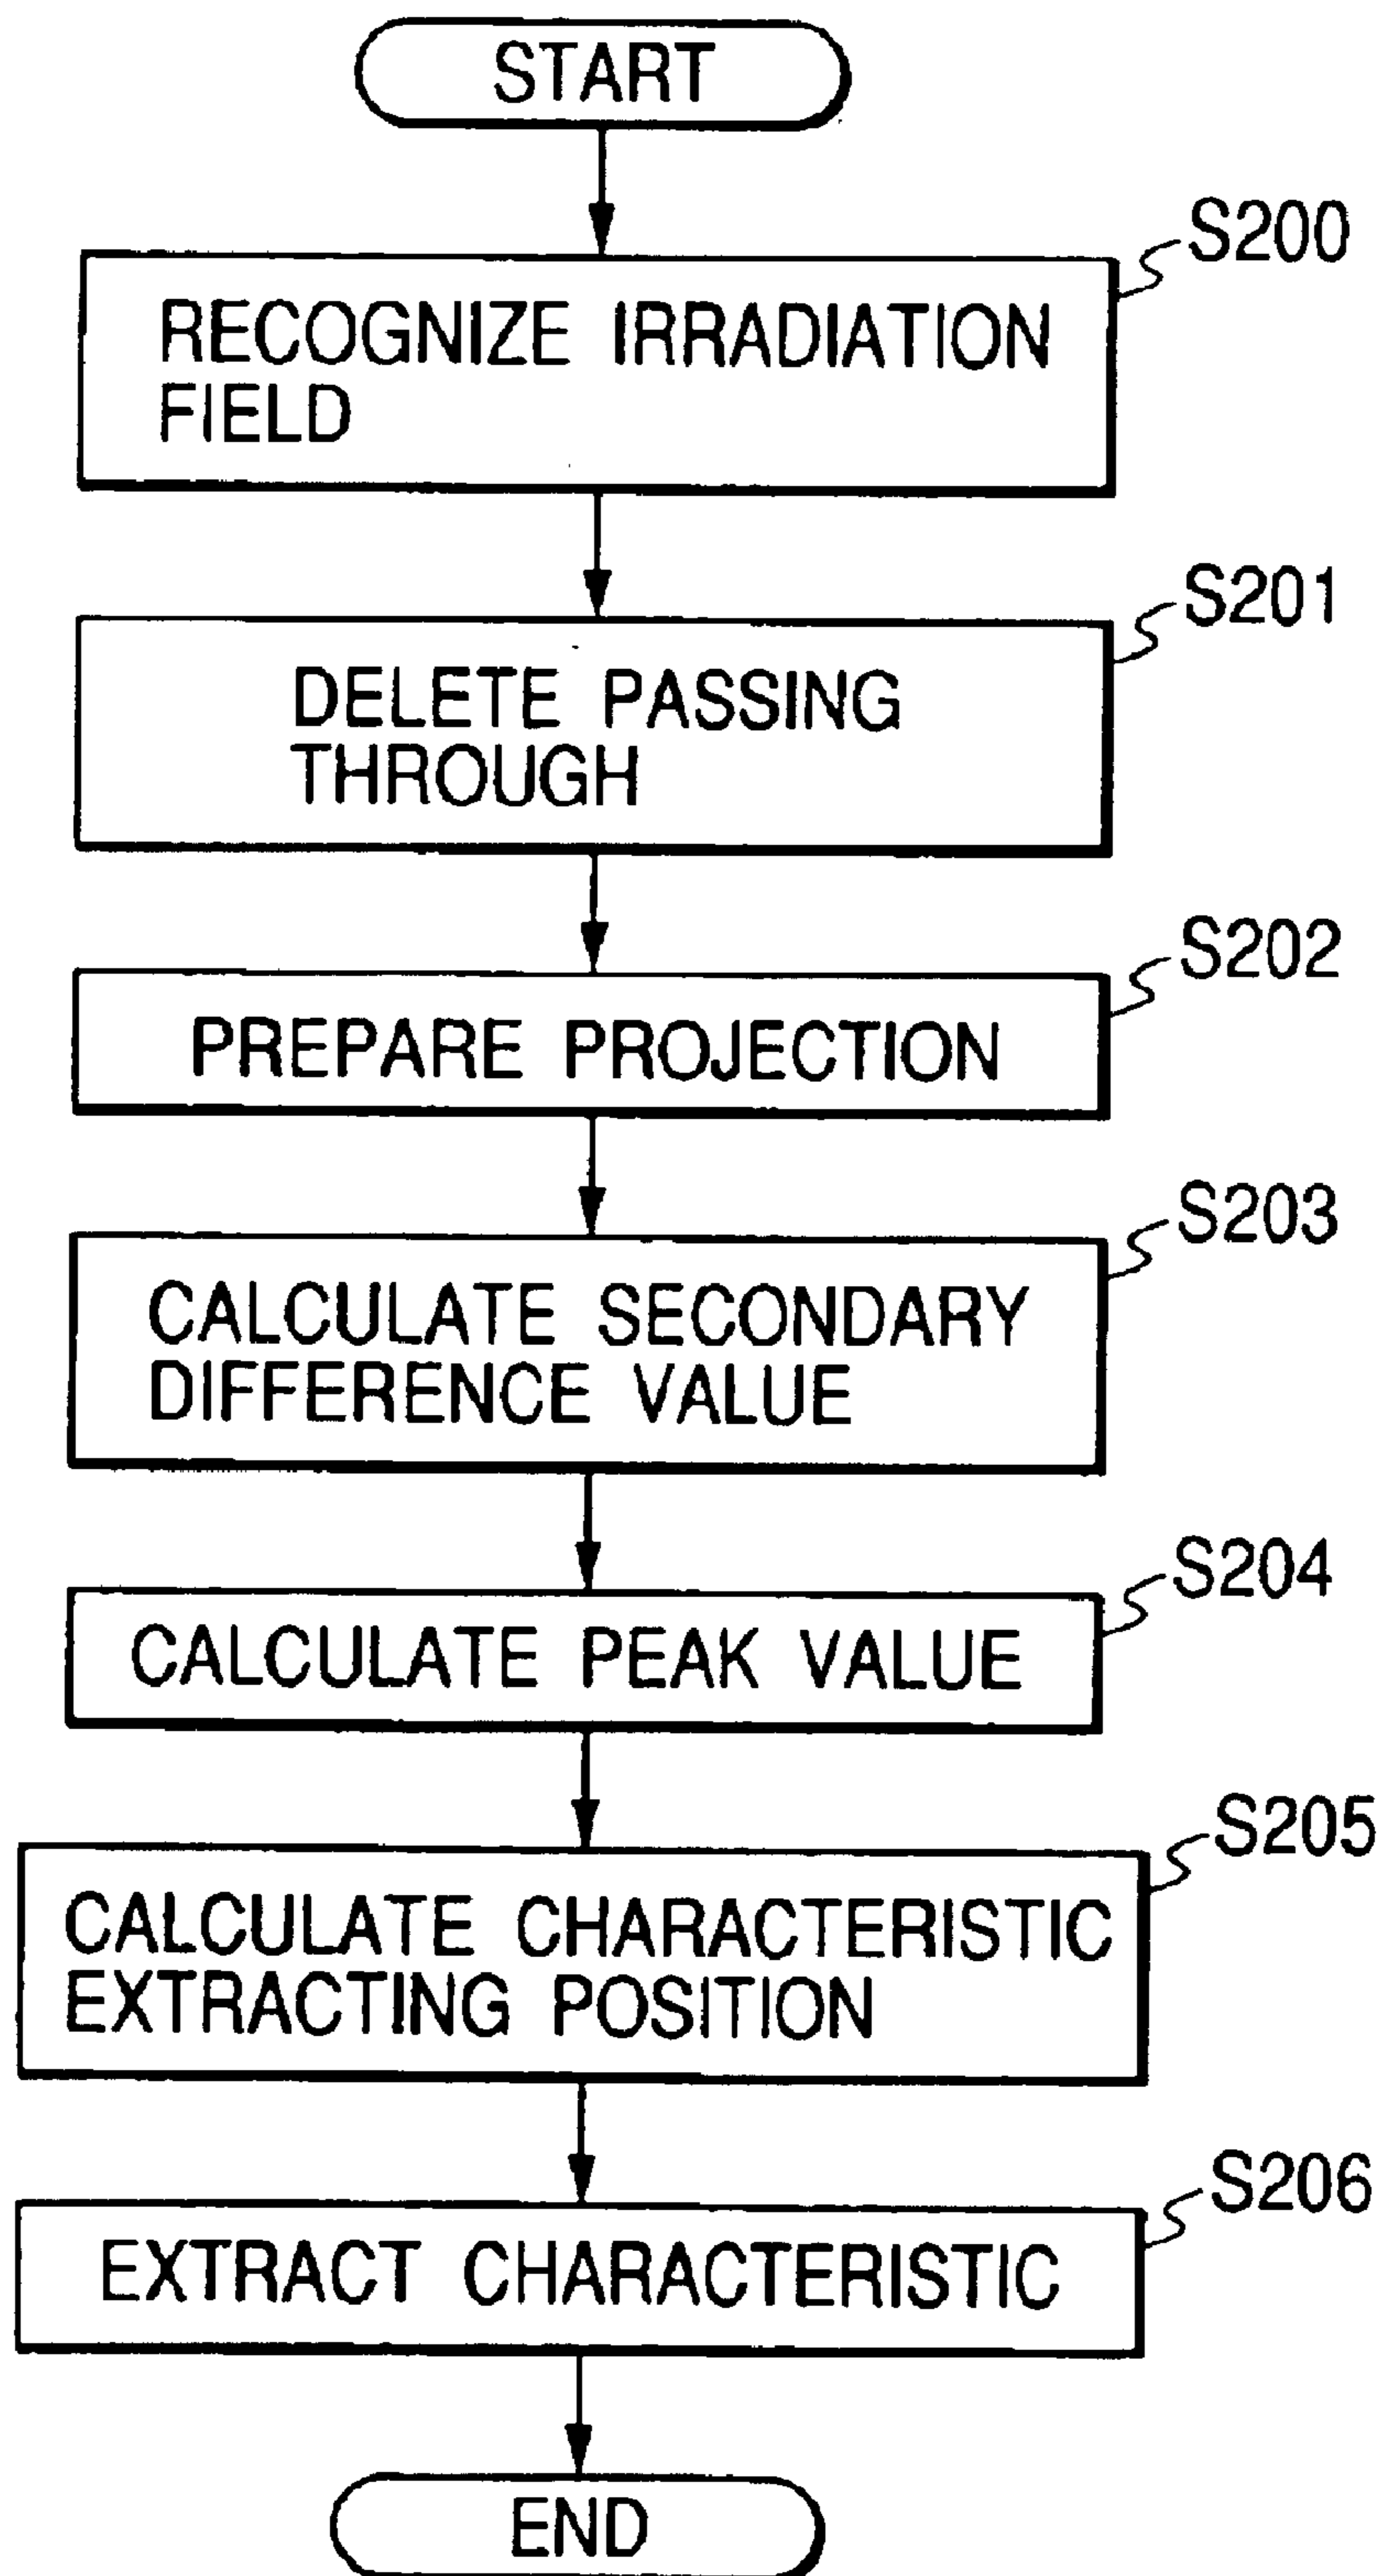 START
S200
RECOGNIZE IRRADIATION
FIELD
S201
DELETE PASSING
THROUGH
S202
PREPARE PROJECTION
S203
CALCULATE SECONDARY
DIFFERENCE VALUE
S204
CALCULATE PEAK VALUE
S205
CALCULATE CHARACTERISTIC
EXTRACTING POSITION
S206
EXTRACT CHARACTERISTIC
END